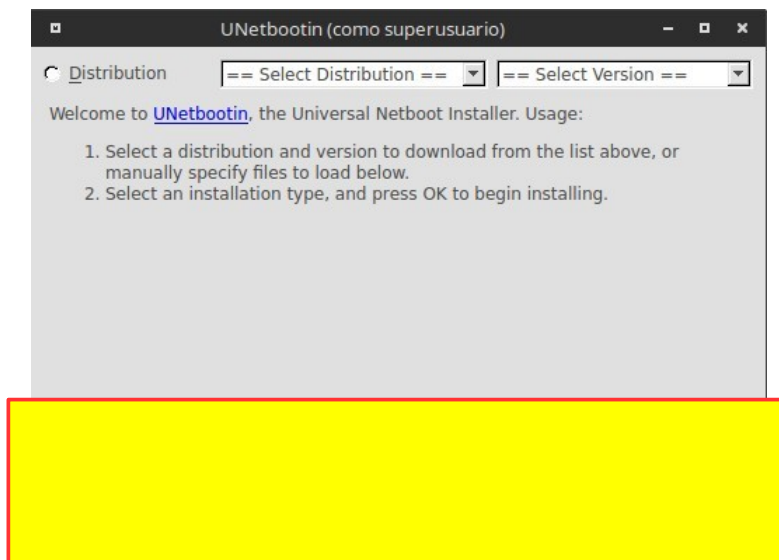 UNetbootin (como superusuario)
Distribution == Select Distribution == == Select Version ==
Welcome to UNetbootin, the Universal Netboot Installer. Usage:
1. Select a distribution and version to download from the list above, or
manually specify files to load below.
2. Select an installation type, and press OK to begin installing.